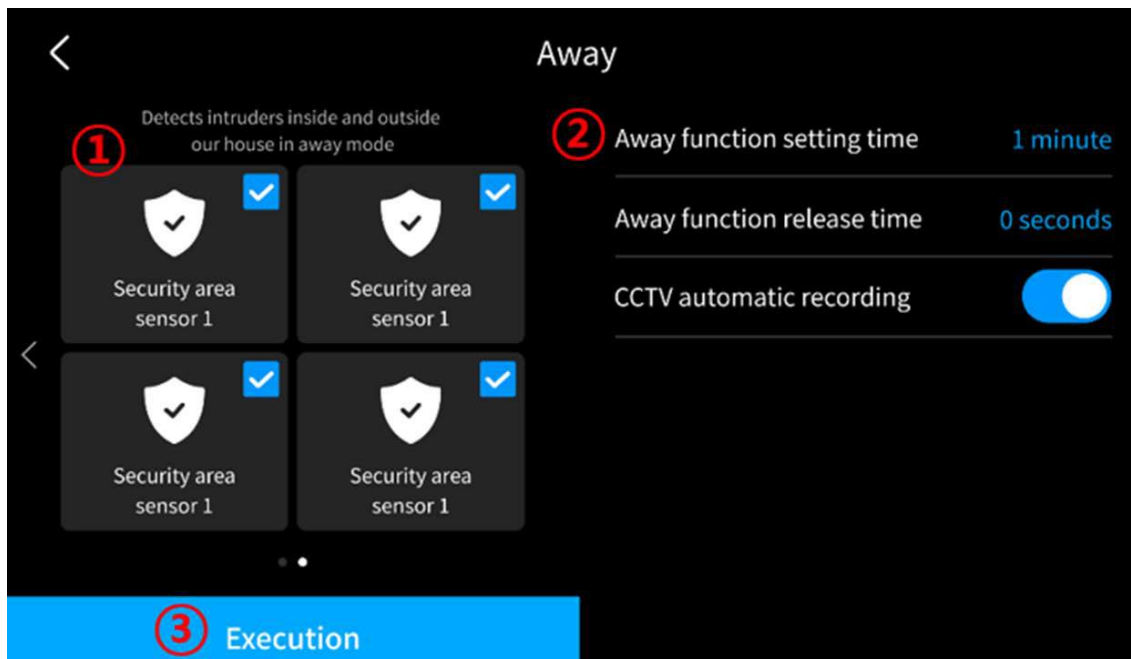 Away
Detects intruders inside and outside
our house in away mode
①
Security area
sensor 1
Security area
sensor 1
Security area
sensor 1
Security area
sensor 1
② Away function setting time 1 minute
Away function release time 0 seconds
CCTV automatic recording
③ Execution